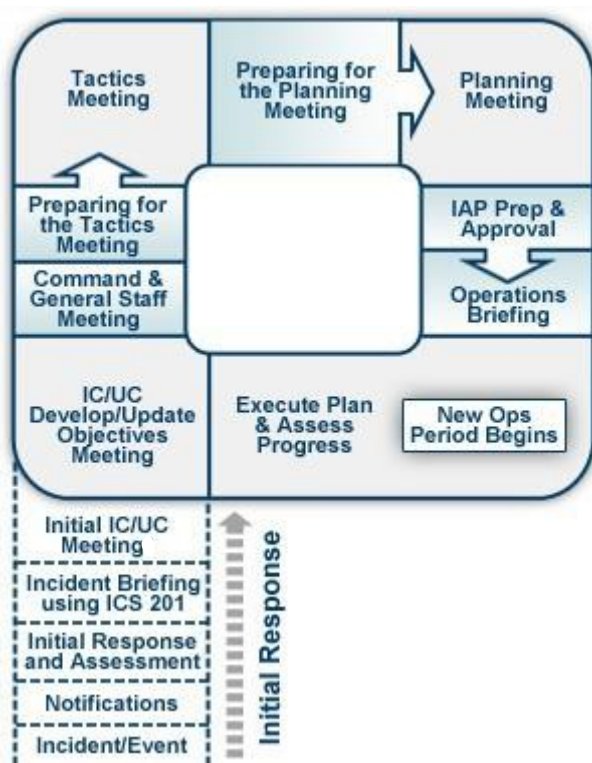 Tactics
Meeting
Preparing for
the Planning
Meeting
Planning
Meeting
Preparing for
the Tactics
Meeting
IAP Prep &
Approval
Command &
General Staff
Meeting
Operations
Briefing
IC/UC
Develop/Update
Objectives
Meeting
Execute Plan
& Assess
Progress
New Ops
Period Begins
Initial IC/UC
Meeting
Incident Briefing
using ICS 201
Initial Response
and Assessment
Notifications
Incident/Event
Initial Response